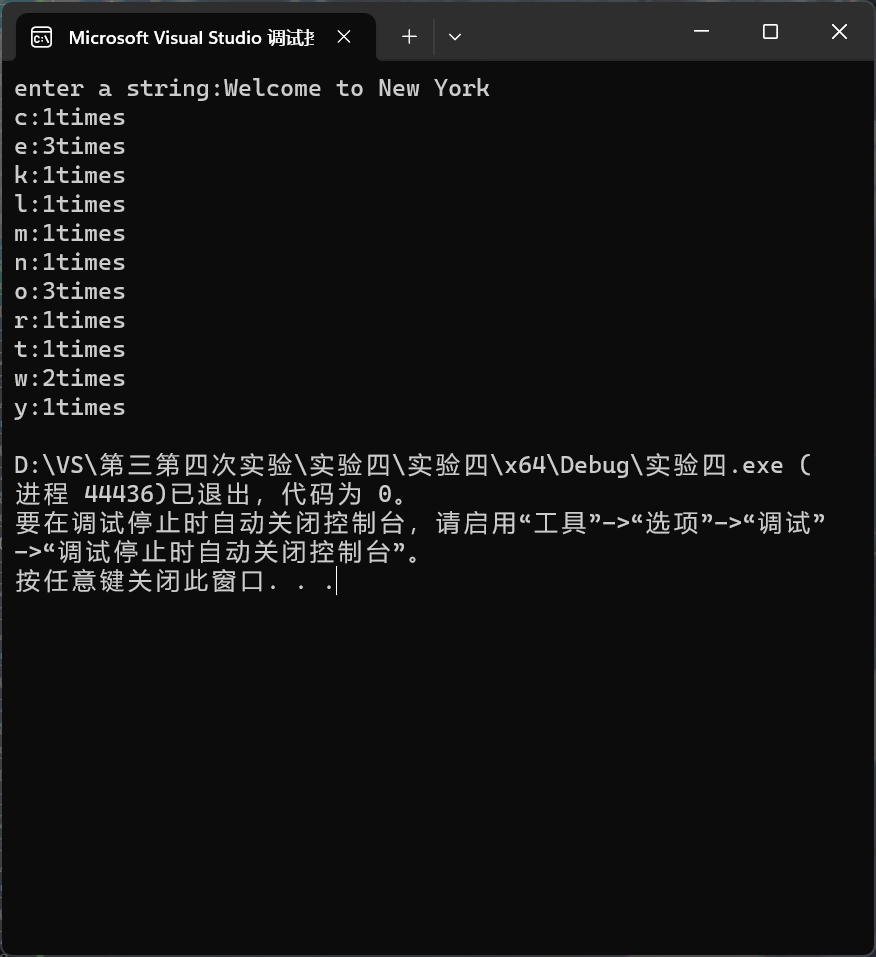 Microsoft Visual Studio 调试
enter a string:Welcome to New York
c:1times
e:3times
k:1times
l:1times
m:1times
n:1times
o:3times
r:1times
t:1times
w:2times
y:1times
D:\VS\第三第四次实验\实验四\实验四\x64\Debug\实验四.exe (
进程 44436)已退出，代码为 0。
要在调试停止时自动关闭控制台，请启用“工具”->“选项”->“调试”
->“调试停止时自动关闭控制台”。
按任意键关闭此窗口. . .